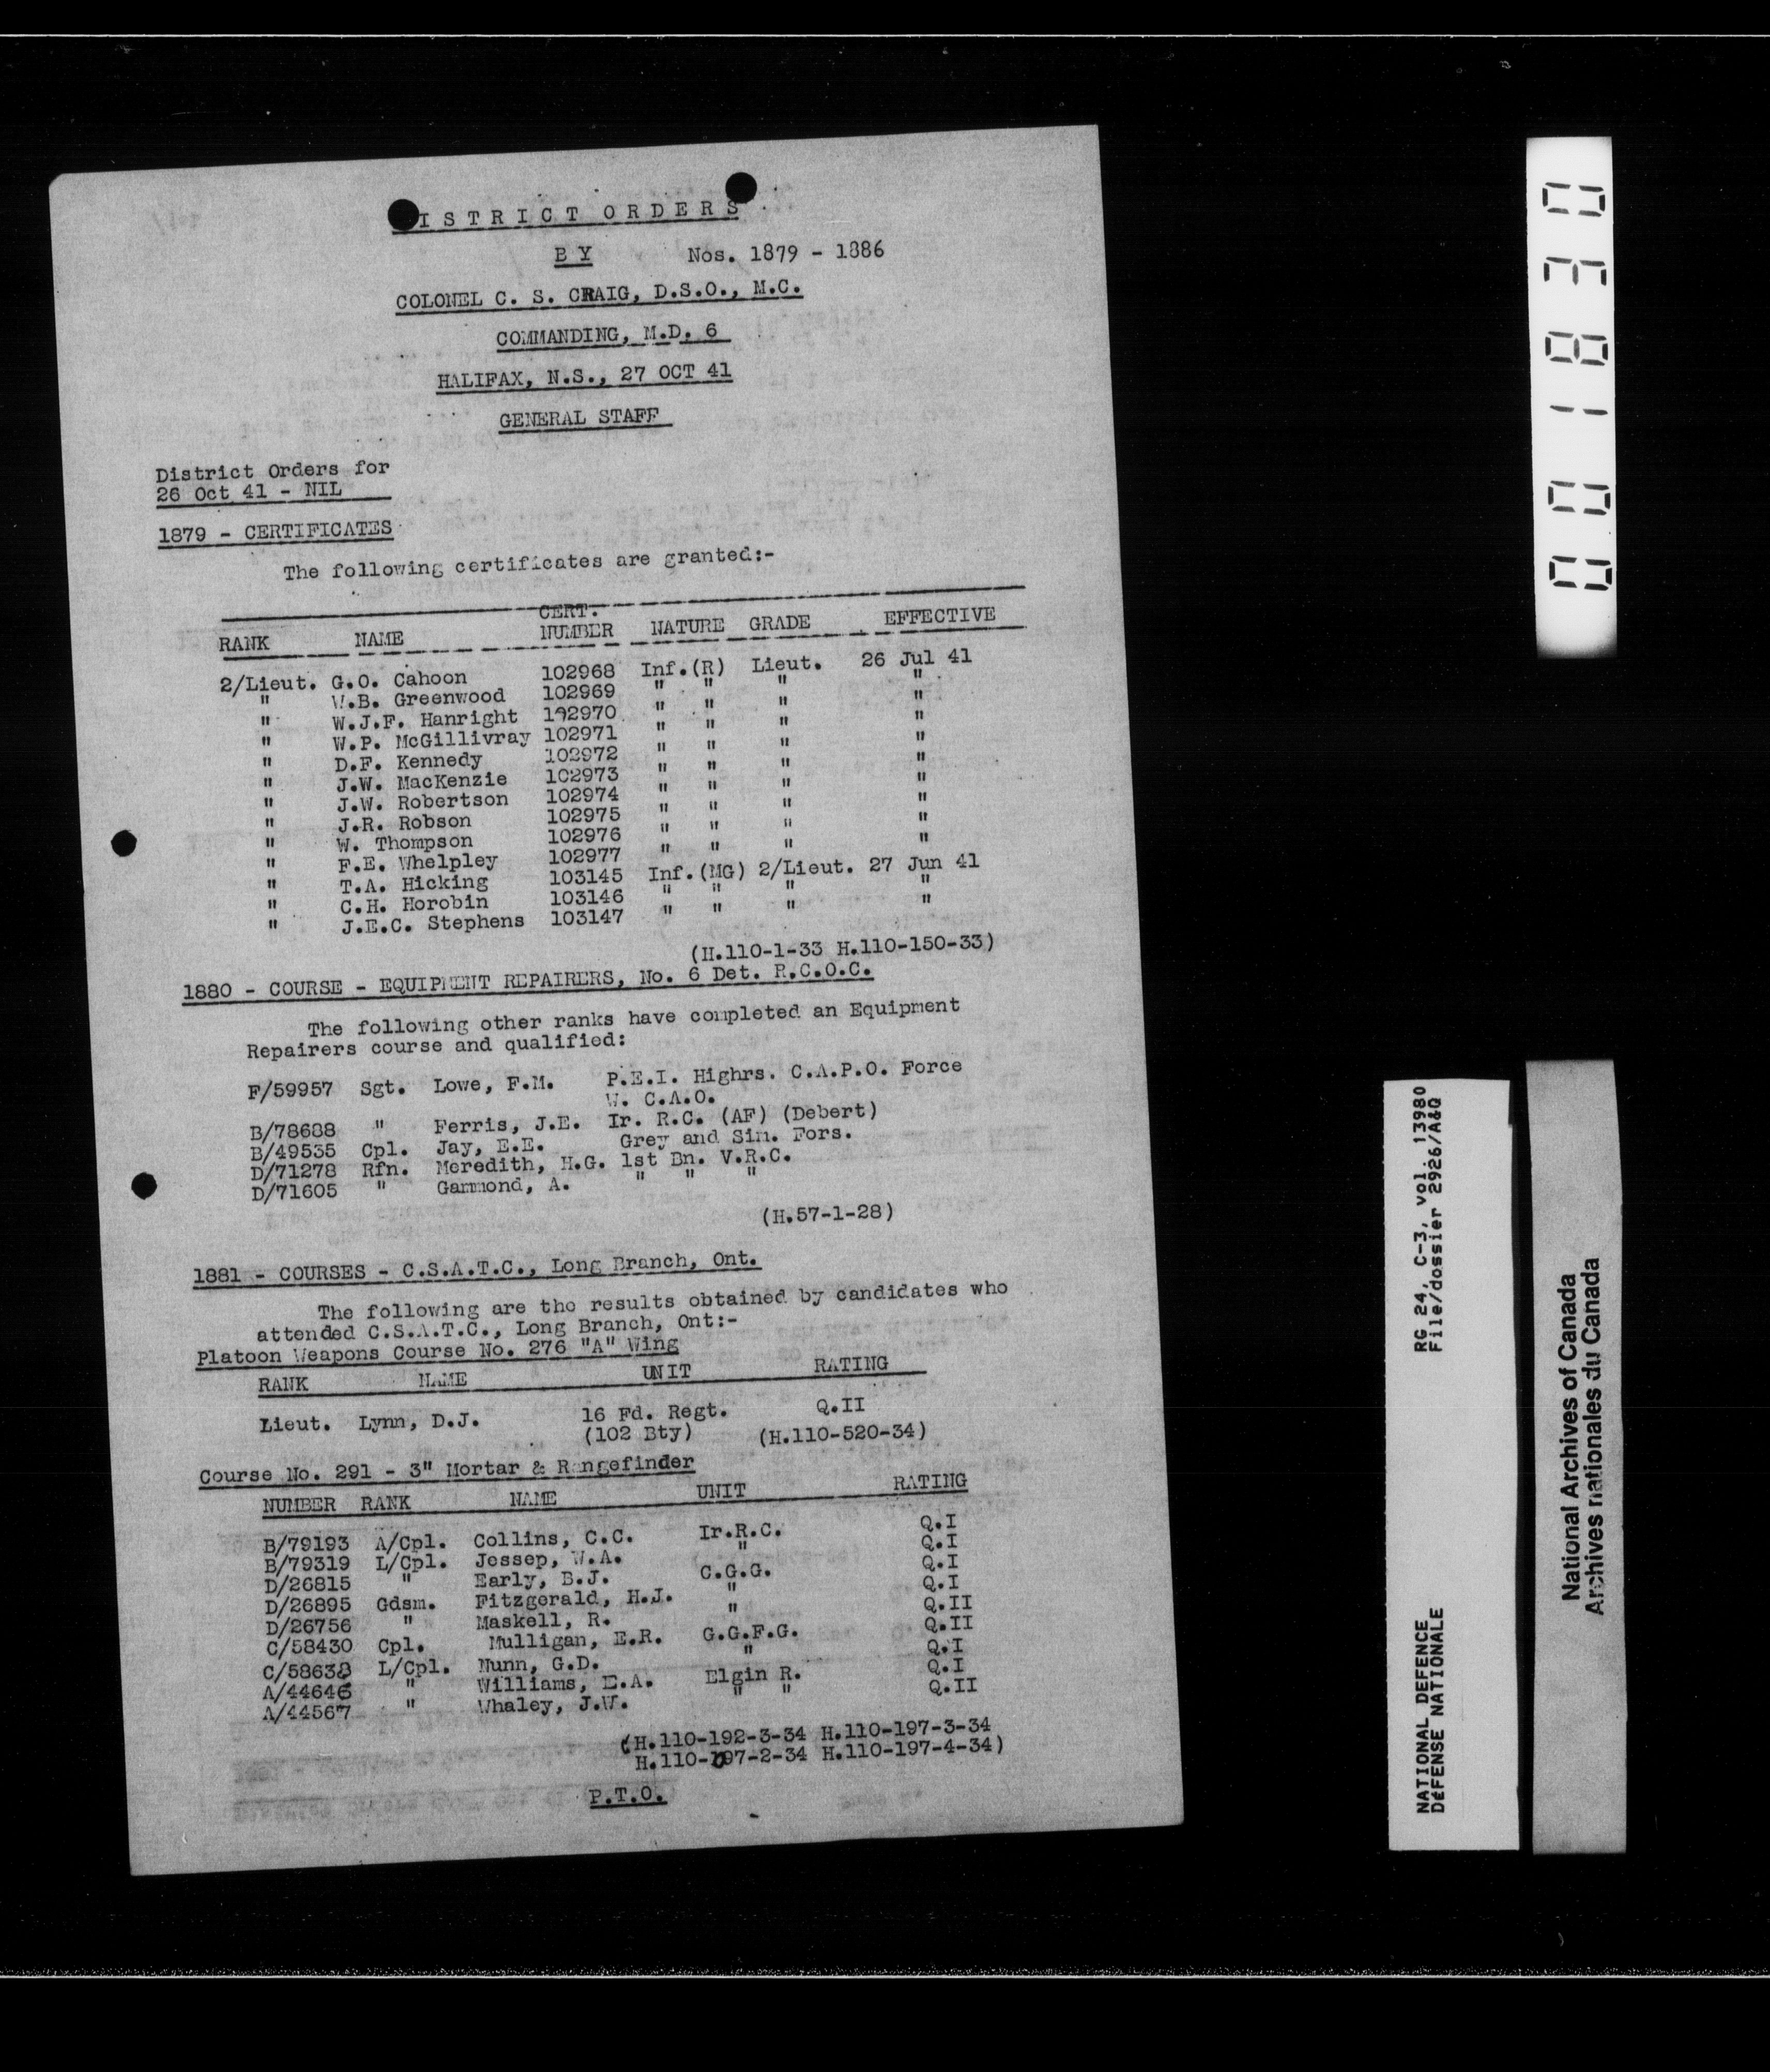 ISTRICT ORDERS
BY Nos. 1879 - 1886
COLONEL C. S. CRAIG, D.S.O., M.C.
COMMANDING, M.D. 6
HALIFAX, N.S., 27 OCT 41
GENERAL STAFF
District Orders for
26 Oct 41 - NIL
1879 - CERTIFICATES
The following certificates are granted:-
CERT.
RANK NAME NUMBER NATURE GRADE EFFECTIVE
2/Lieut. G.O. Cahoon 102968 Inf.(R) Lieut. 26 Jul 41
" W.B. Greenwood 102969 " " " "
" W.J.F. Hanright 102970 " " " "
" W.P. McGillivray 102971 " " " "
" D.F. Kennedy 102972 " " " "
" J.W. MacKenzie 102973 " " " "
" J.W. Robertson 102974 " " " "
" J.R. Robson 102975 " " " "
" W. Thompson 102976 " " " "
" F.E. Whelpley 102977 " " " "
" T.A. Hicking 103145 Inf.(MG) 2/Lieut. 27 Jun 41
" C.H. Horobin 103146 " " " "
" J.E.C. Stephens 103147 " " " "
(H.110-1-33 H.110-150-33)
1880 - COURSE - EQUIPMENT REPAIRERS, No. 6 Det. R.C.O.C.
The following other ranks have completed an Equipment
Repairers course and qualified:
F/59957 Sgt. Lowe, F.M. P.E.I. Highrs. C.A.P.O. Force
W. C.A.O.
B/78688 " Ferris, J.E. Ir. R.C. (AF) (Debert)
B/49535 Cpl. Jay, E.E. Grey and Sim. Fors.
D/71278 Rfn. Meredith, H.G. 1st Bn. V.R.C.
D/71605 " Gammond, A. " " "
(H.57-1-28)
1881 - COURSES - C.S.A.T.C., Long Branch, Ont.
The following are the results obtained by candidates who
attended C.S.A.T.C., Long Branch, Ont:-
Platoon Weapons Course No. 276 "A" Wing
RANK NAME UNIT RATING
Lieut. Lynn, D.J. 16 Fd. Regt. Q.II
(102 Bty) (H.110-520-34)
Course No. 291 - 3" Mortar & Rangefinder
NUMBER RANK NAME UNIT RATING
B/79193 A/Cpl. Collins, C.C. Ir.R.C. Q.I
B/79319 L/Cpl. Jessep, W.A. " Q.I
D/26815 " Early, B.J. C.G.G. Q.I
D/26895 Gdsm. Fitzgerald, H.J. " Q.I
D/26756 " Maskell, R. " Q.II
C/58430 Cpl. Mulligan, E.R. G.G.F.G. Q.II
C/58638 L/Cpl. Nunn, G.D. " Q.I
A/44646 " Williams, E.A. Elgin R. Q.I
A/44567 " Whaley, J.W. " " Q.II
(H.110-192-3-34 H.110-197-3-34
H.110-197-2-34 H.110-197-4-34)
P.T.O.
001830
RG 24, C-3, vol. 13980
File/dossier 2926/A&Q
NATIONAL DEFENCE
DÉFENSE NATIONALE
National Archives of Canada
Archives nationales du Canada